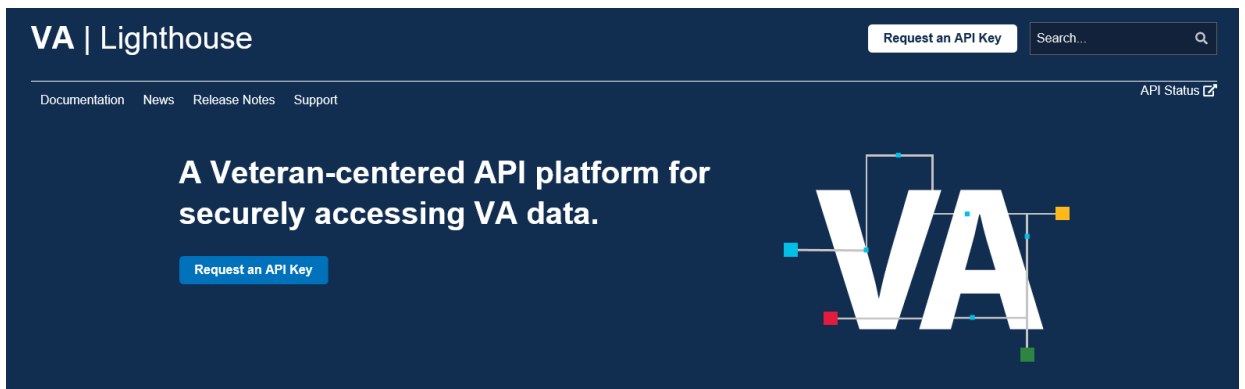 VA | Lighthouse
Request an API Key
Search...
Documentation News Release Notes Support
API Status
A Veteran-centered API platform for
securely accessing VA data.
Request an API Key
VA